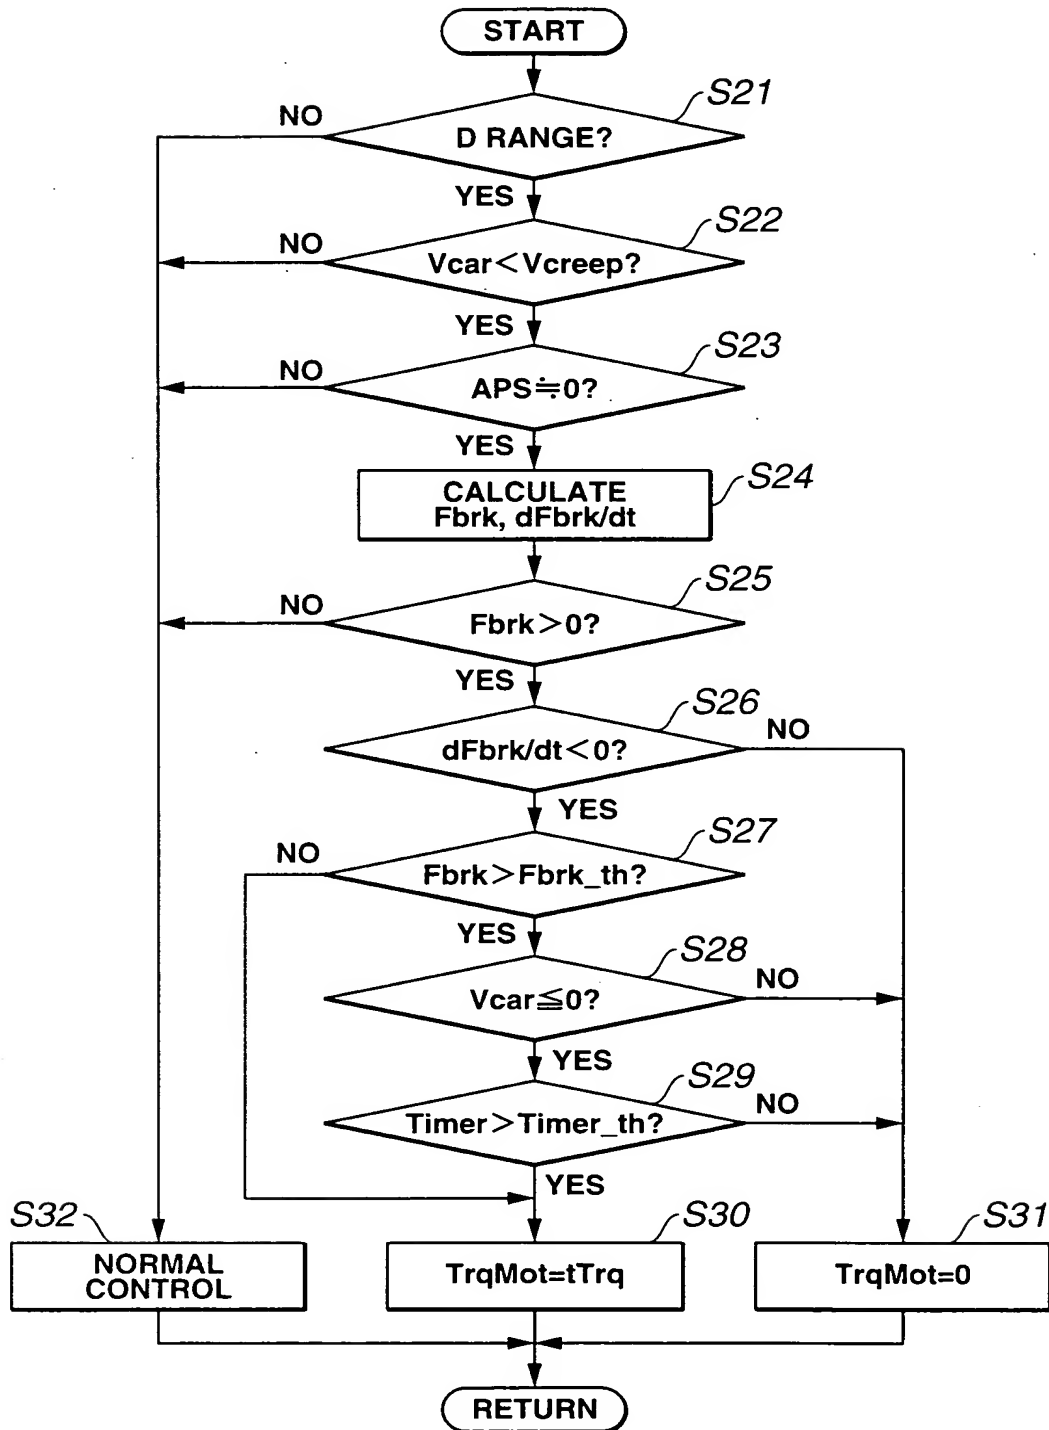 START
S21
NO
D RANGE?
YES
S22
NO
Vcar<Vcreep?
YES
S23
NO
APS≒0?
YES
S24
CALCULATE
Fbrk, dFbrk/dt
S25
NO
Fbrk>0?
YES
S26
NO
dFbrk/dt<0?
YES
S27
NO
Fbrk>Fbrk_th?
YES
S28
NO
Vcar≦0?
YES
S29
NO
Timer>Timer_th?
YES
S32
S30
S31
NORMAL
CONTROL
TrqMot=tTrq
TrqMot=0
RETURN